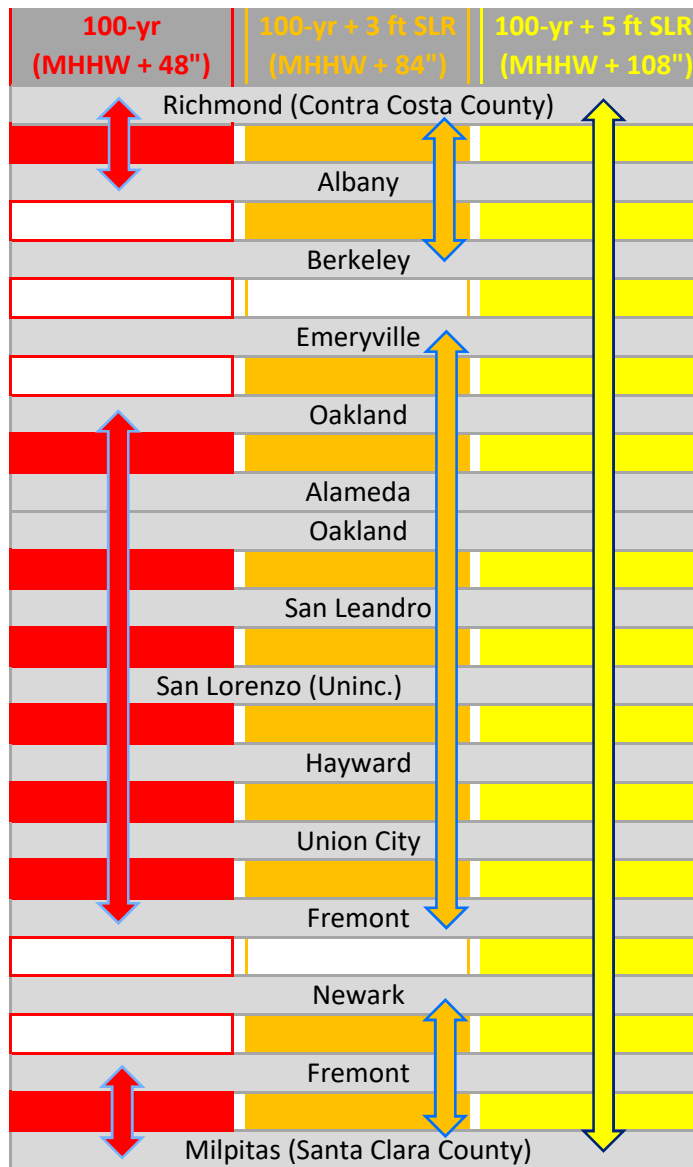 100-yr
(MHHW + 48")
100-yr + 3 ft SLR
(MHHW + 84")
100-yr + 5 ft SLR
(MHHW + 108")
Richmond (Contra Costa County)
Albany
Berkeley
Emeryville
Oakland
Alameda
Oakland
San Leandro
San Lorenzo (Uninc.)
Hayward
Union City
Fremont
Newark
Fremont
Milpitas (Santa Clara County)